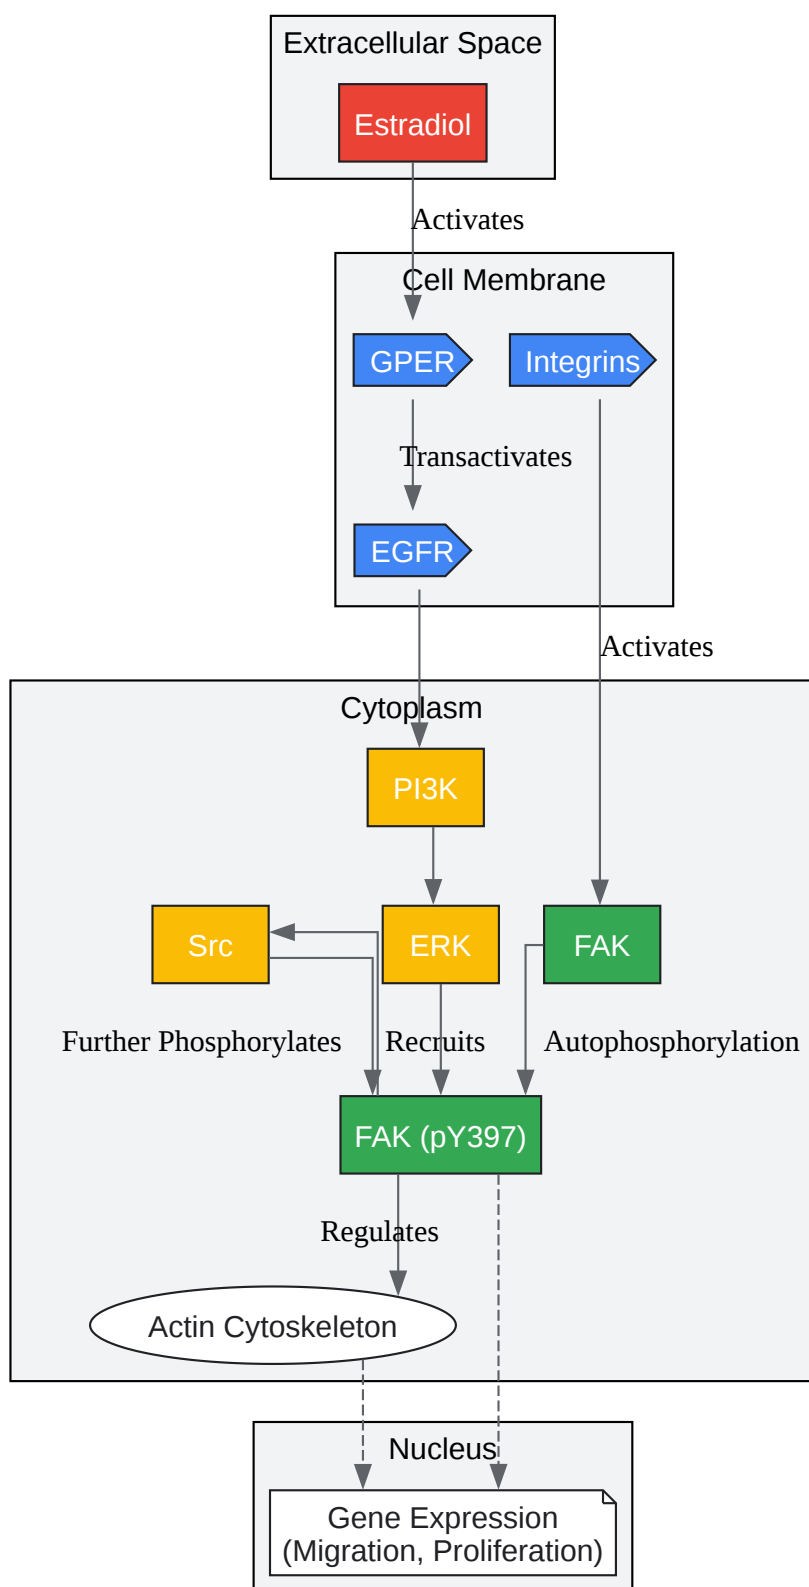 Extracellular Space
Estradiol
Activates
Cell Membrane
GPER
Integrins
Transactivates
EGFR
Activates
Cytoplasm
PI3K
Src
ERK
FAK
Further Phosphorylates
Recruits
Autophosphorylation
FAK (pY397)
Regulates
Actin Cytoskeleton
Nucleus
Gene Expression
(Migration, Proliferation)